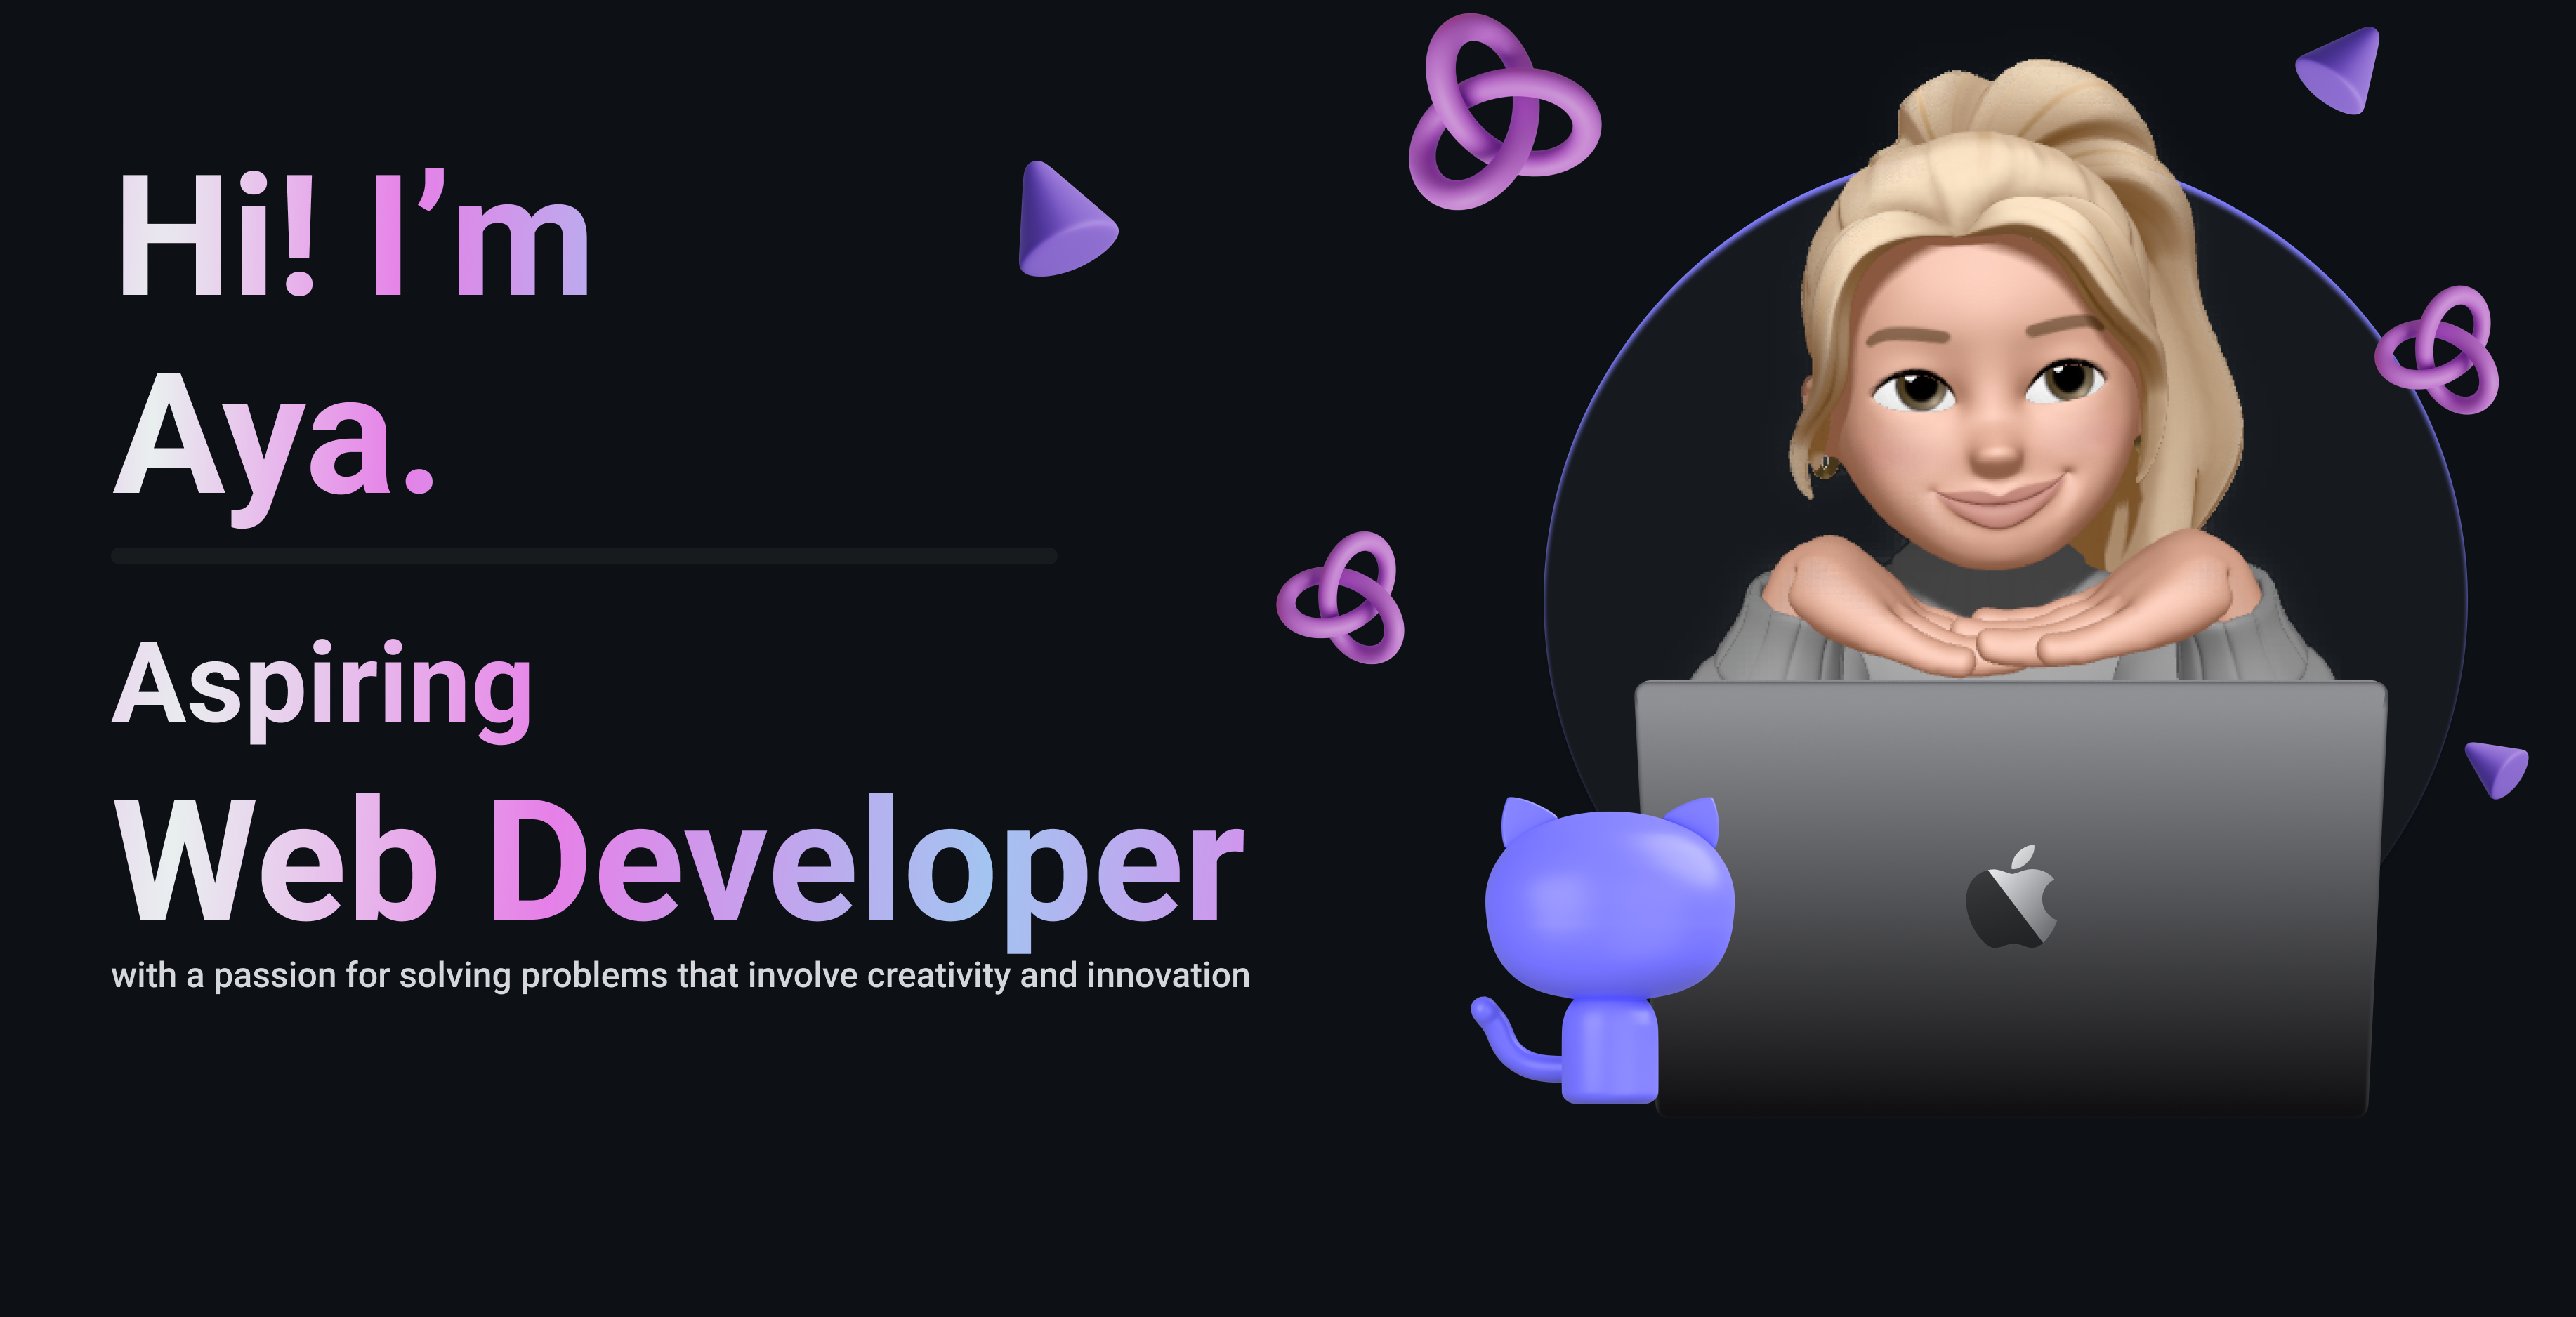 Hi! I’m
Aya.
Aspiring
Web Developer
with a passion for solving problems that involve creativity and innovation